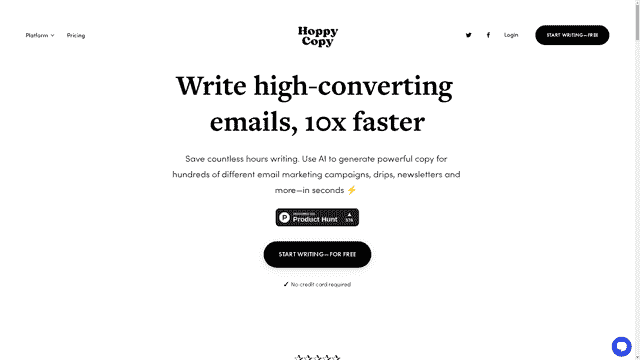 Platform
Pricing
Hoppy
Copy
Login
START WRITING—FREE
Write high-converting
emails, 10x faster
Save countless hours writing. Use AI to generate powerful copy for
hundreds of different email marketing campaigns, drips, newsletters and
more—in seconds ⚡
P
Product Hunt
START WRITING—FOR FREE
✓ No credit card required